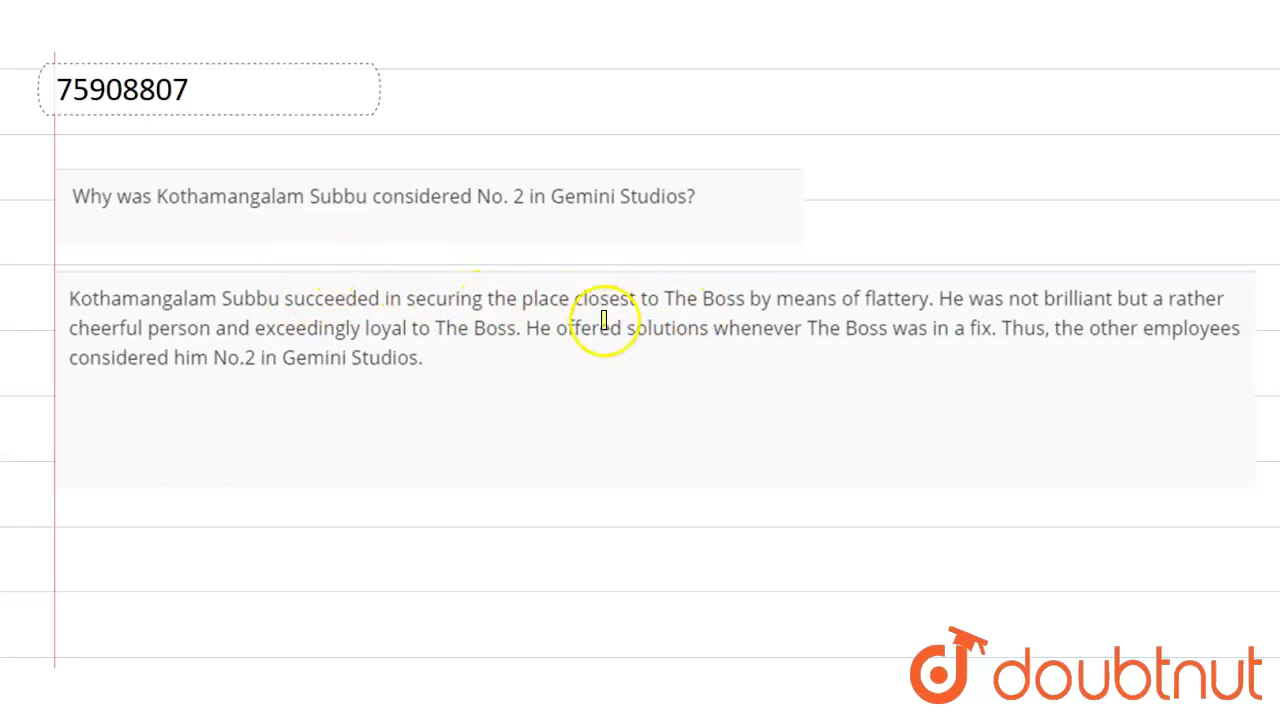 75908807
Why was Kothamangalam Subbu considered No. 2 in Gemini Studios?
Kothamangalam Subbu succeeded in securing the place closest to The Boss by means of flattery. He was not brilliant but a rather
cheerful person and exceedingly loyal to The Boss. He offered solutions whenever The Boss was in a fix. Thus, the other employees
considered him No.2 in Gemini Studios.
doubtnut